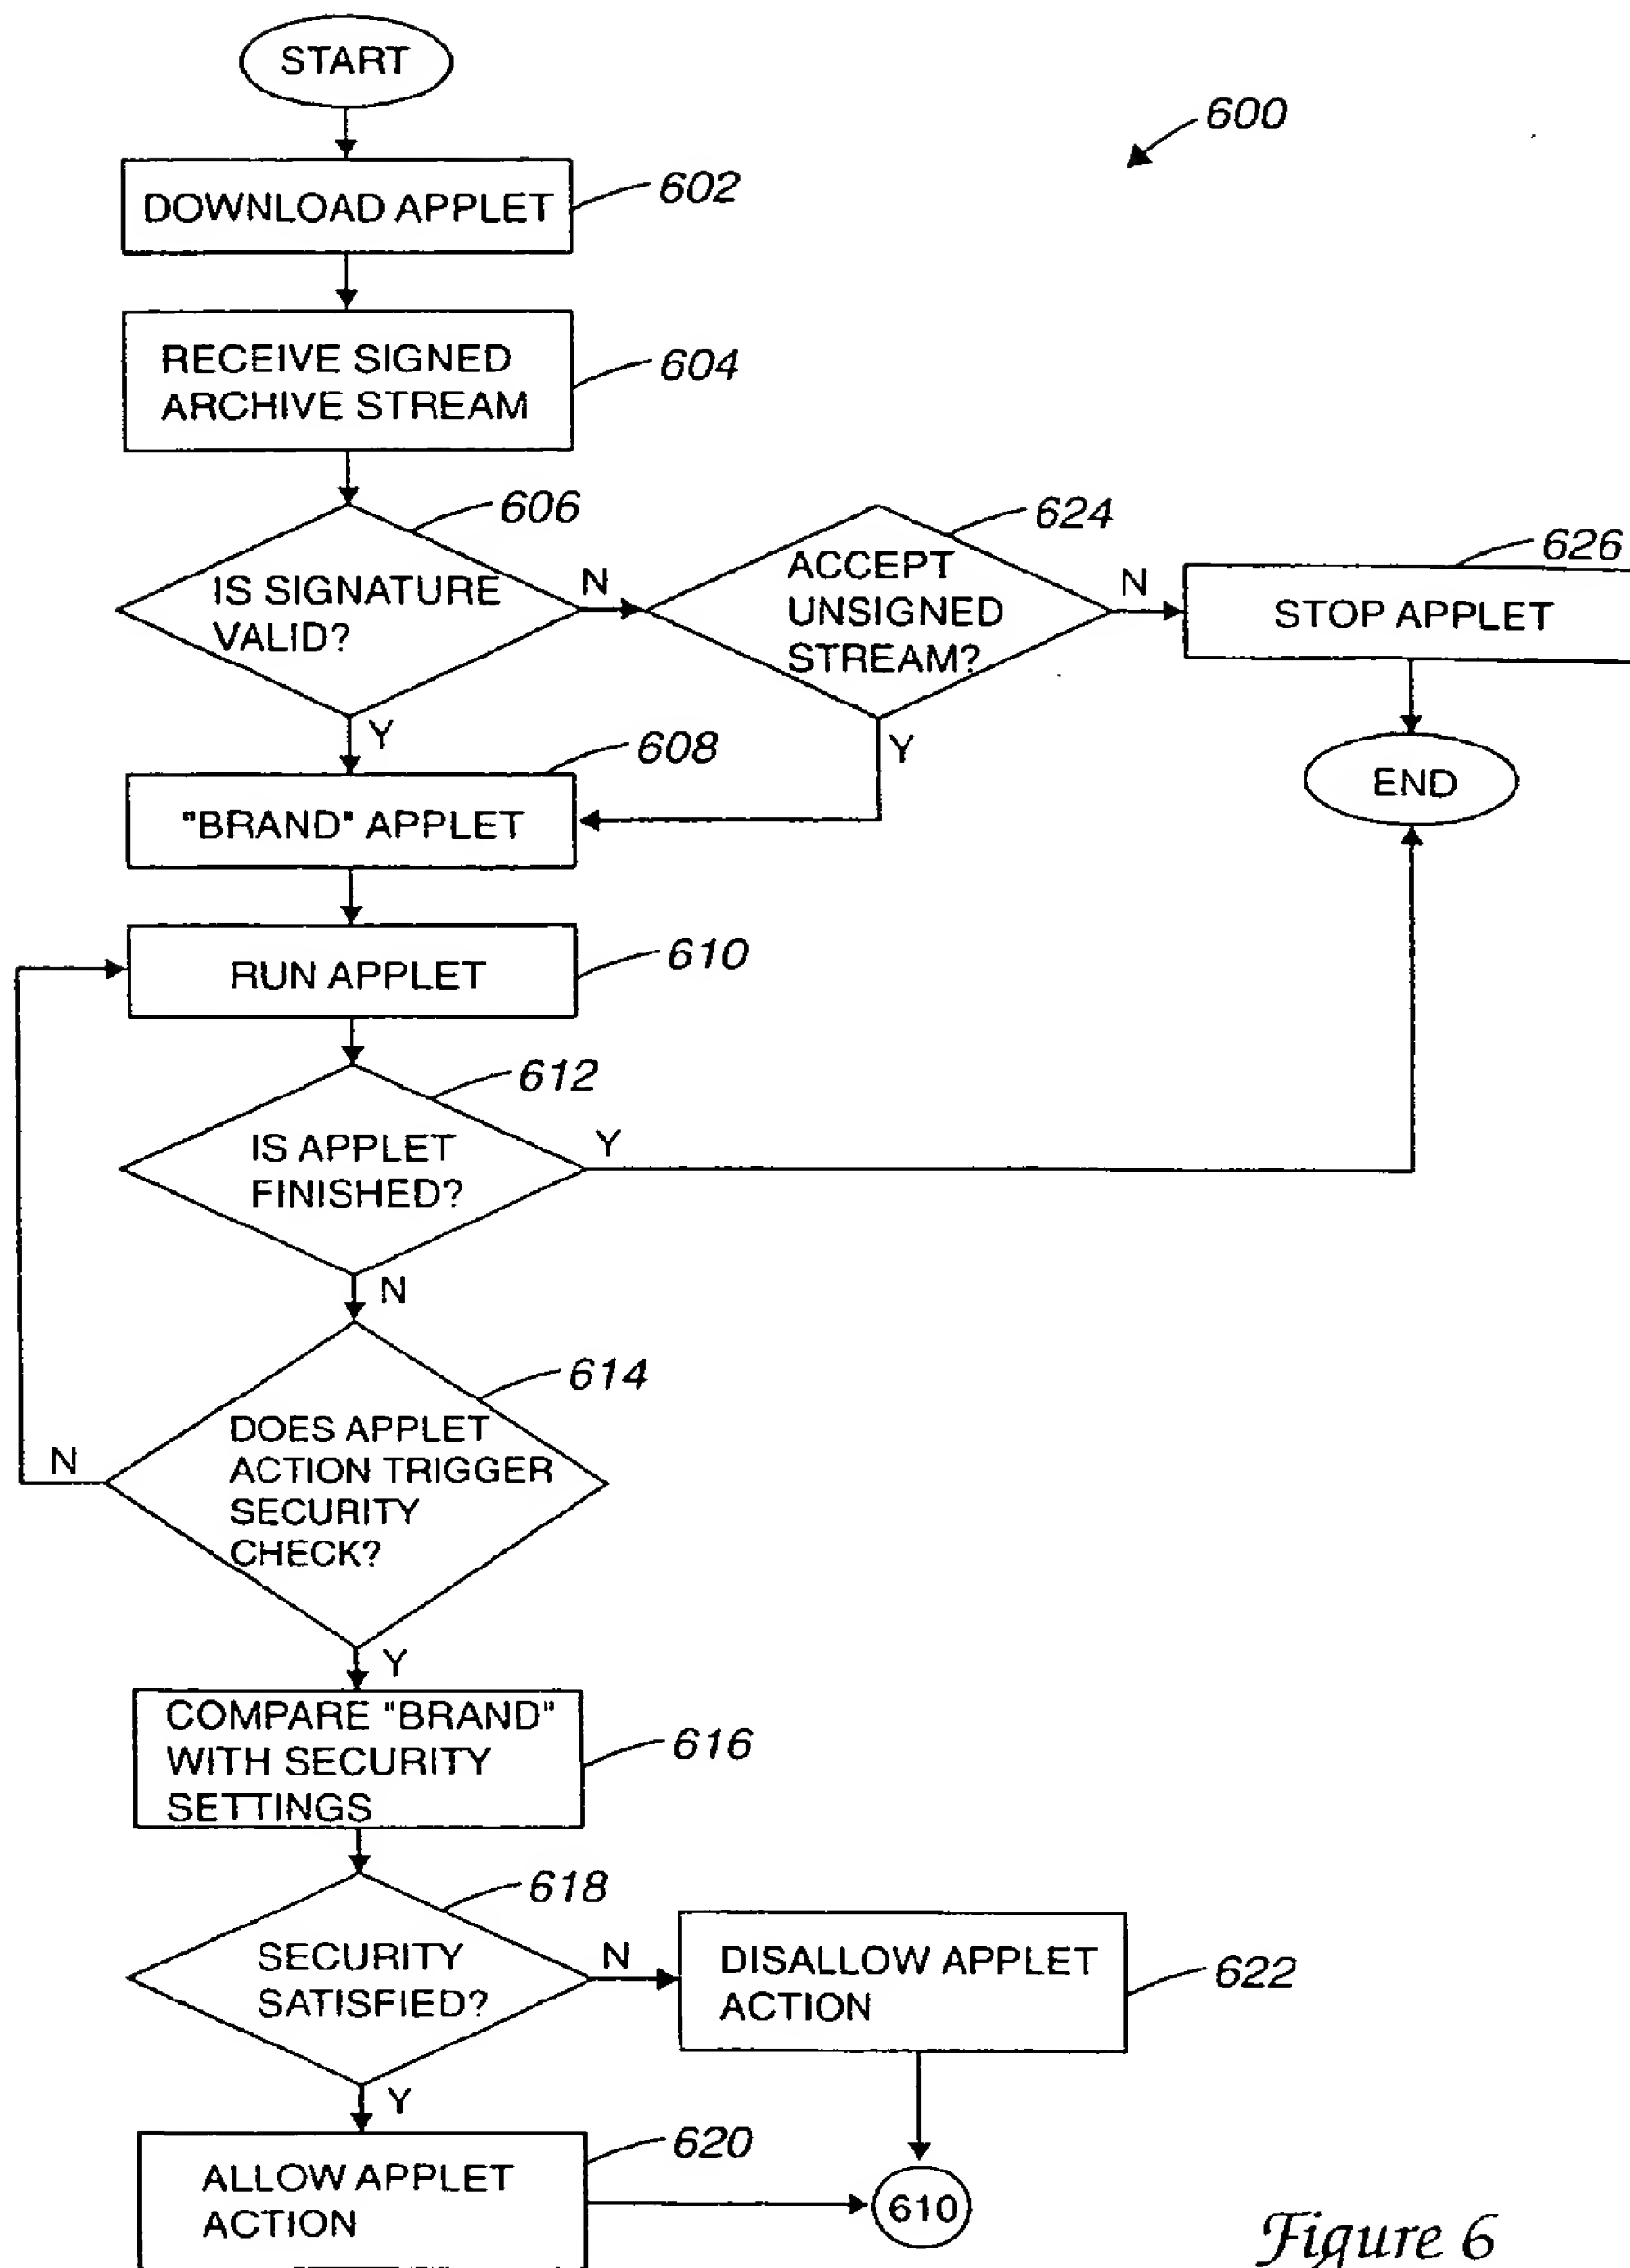 START
600
DOWNLOAD APPLET
602
RECEIVE SIGNED
ARCHIVE STREAM
604
606
IS SIGNATURE
VALID?
N
624
ACCEPT
UNSIGNED
STREAM?
N
626
STOP APPLET
Y
Y
END
608
"BRAND" APPLET
RUN APPLET
610
612
IS APPLET
FINISHED?
Y
N
614
DOES APPLET
ACTION TRIGGER
SECURITY
CHECK?
N
Y
COMPARE "BRAND"
WITH SECURITY
SETTINGS
616
618
SECURITY
SATISFIED?
N
DISALLOW APPLET
ACTION
622
Y
620
ALLOW APPLET
ACTION
610
Figure 6